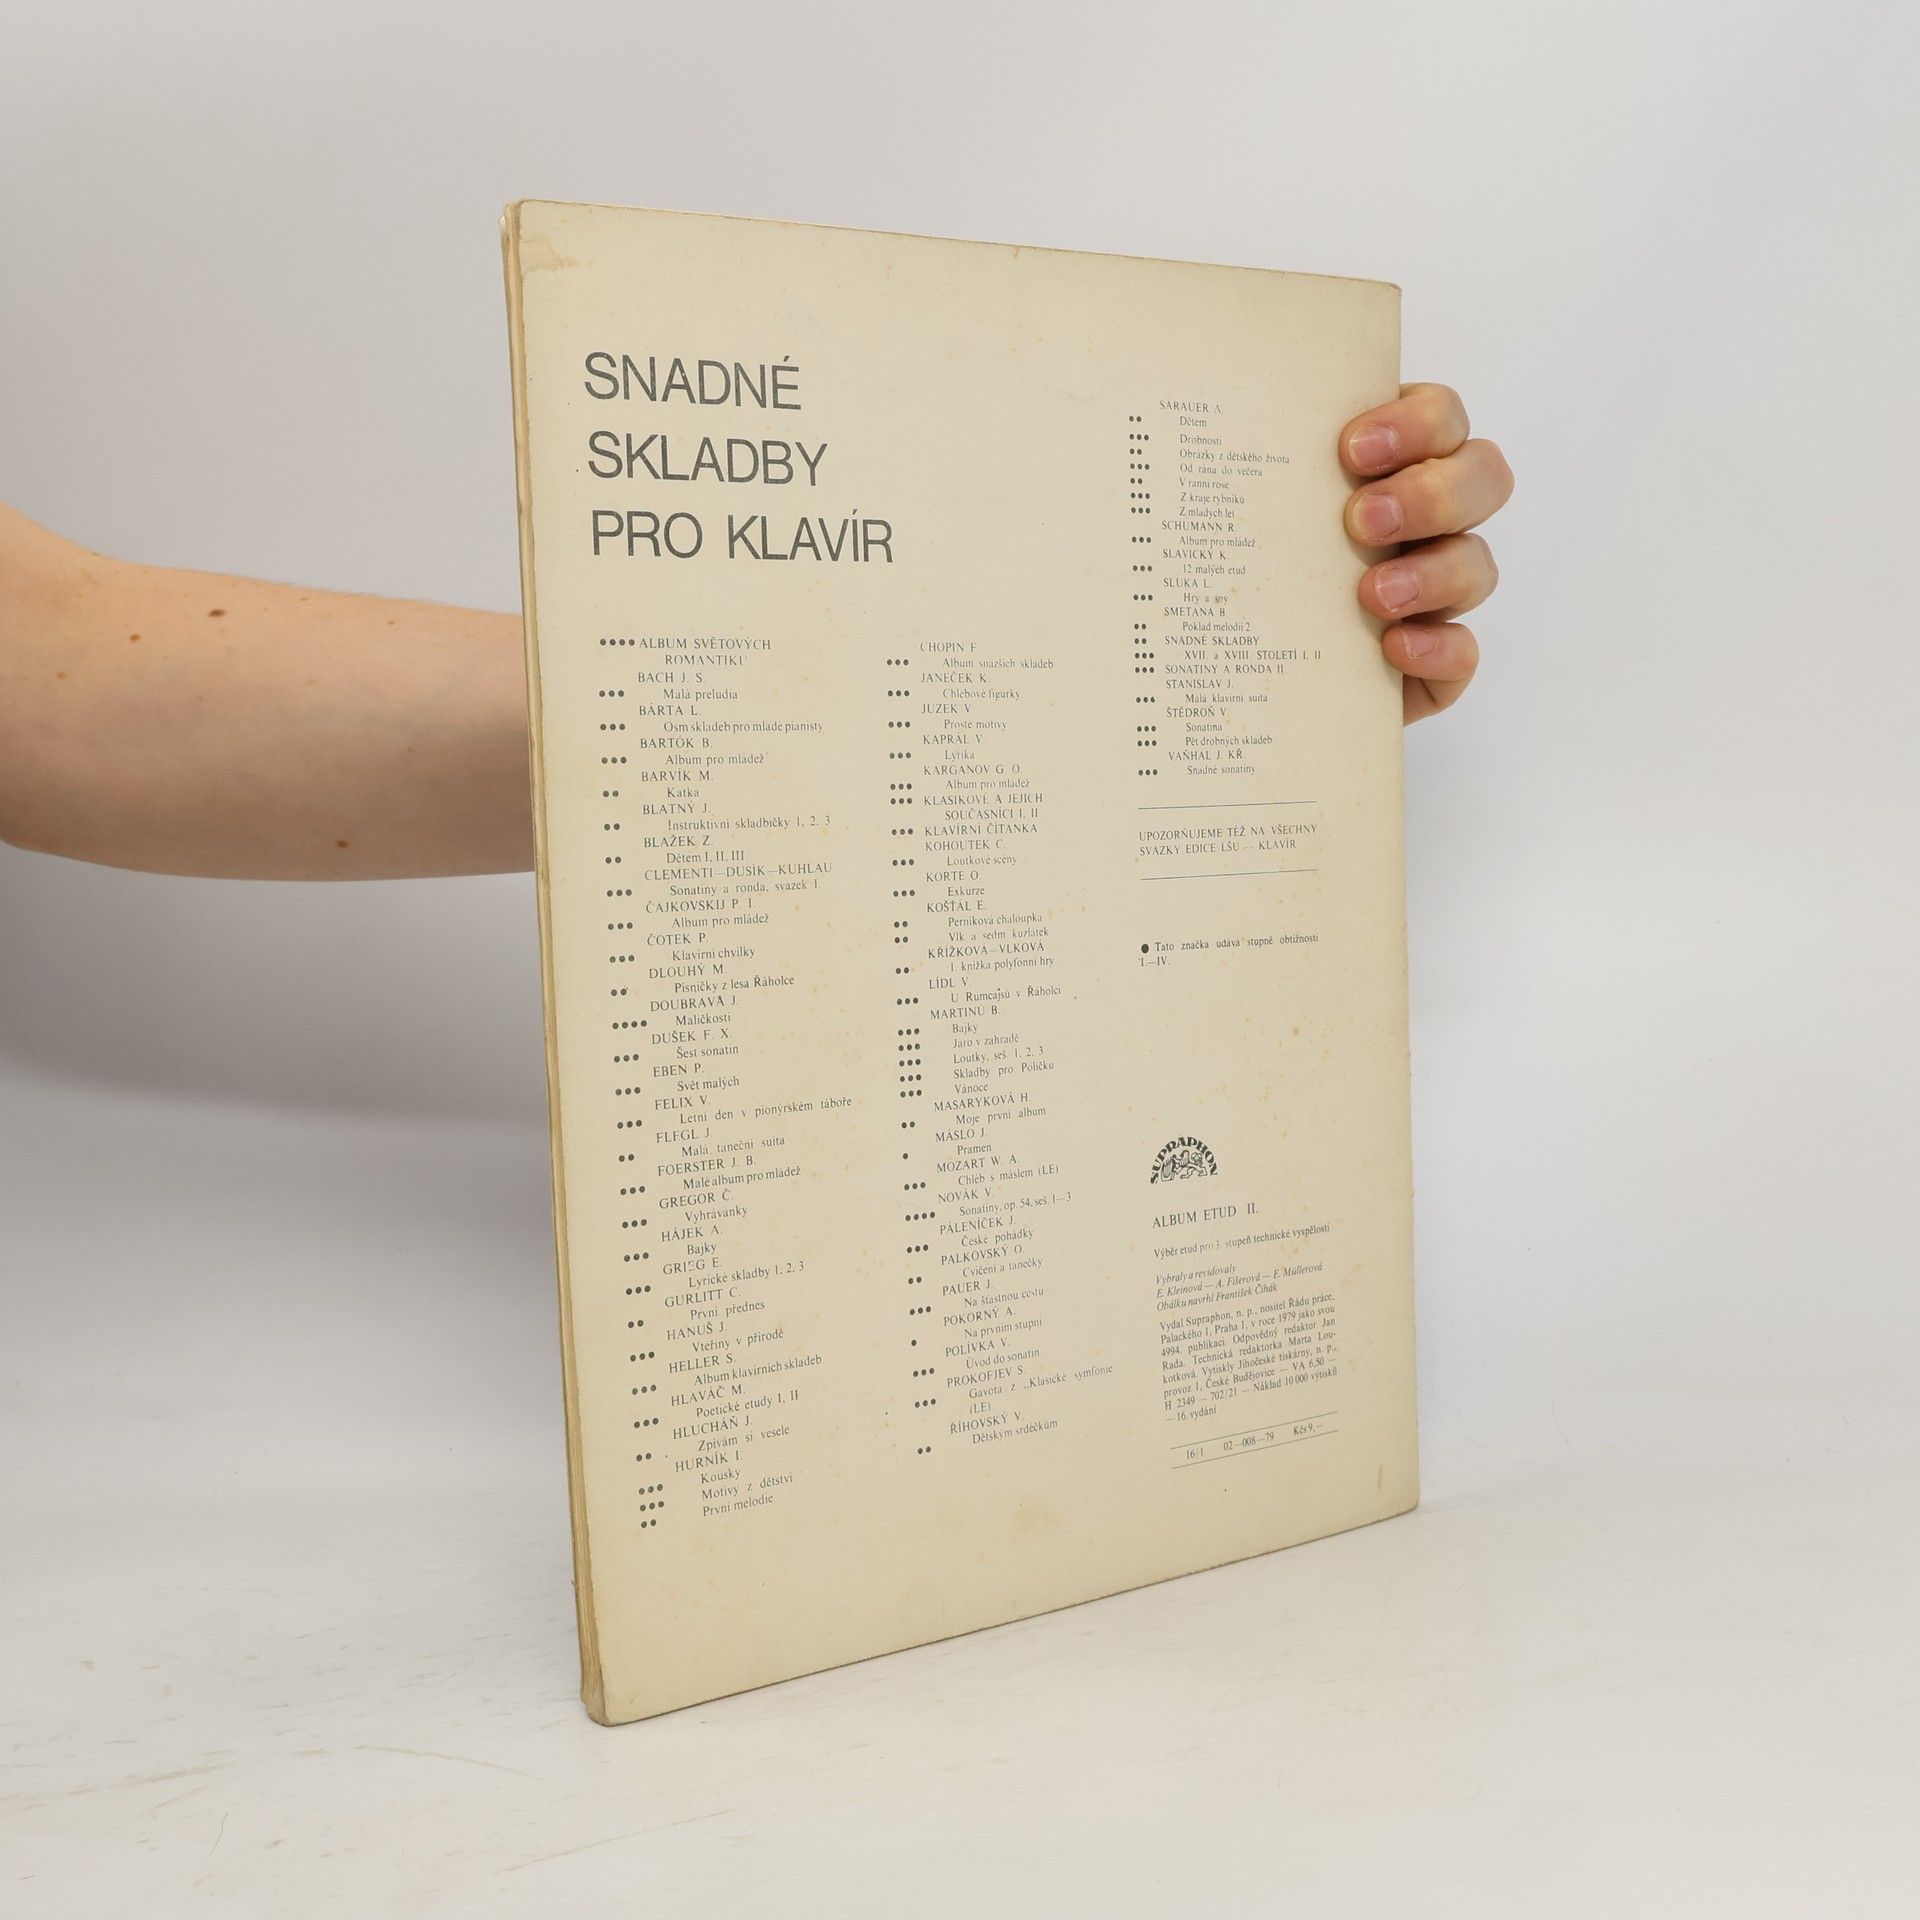 SNADNÉ
SKLADBY
PRO KLAVÍR
•••• ALBUM SVĚTOVÝCH
ROMANTIKŮ
BACH J. S.
••• Malá preludia
BÁRTA L.
••• Osm skladeb pro mladé pianisty
BARTÓK B.
••• Album pro mládež
BARVÍK M.
•• Katka
BLATNÝ J.
•• Instruktivní skladbičky 1, 2, 3
BLAŽEK Z.
•• Dětem I, II, III
CLEMENTI—DUSÍK—KUHLAU
••• Sonatiny a ronda, svazek I.
ČAJKOVSKIJ P. I.
••• Album pro mládež
ČOTEK P.
••• Klavírní chvilky
DLOUHÝ M.
•• Písničky z lesa Řáholce
DOUBRAVA J.
•••• Maličkosti
DUŠEK F. X.
••• Šest sonatin
EBEN P.
••• Svět malých
FELIX V.
••• Letní den v pionýrském táboře
FLEGL J.
•• Malá taneční suita
FOERSTER J. B.
••• Malé album pro mládež
GREGOR Č.
••• Vyhrávanky
HÁJEK A.
••• Bajky
GRIEG E.
••• Lyrické skladby 1, 2, 3
GURLITT C.
•• První přednes
HANUŠ J.
••• Vteřiny v přírodě
HELLER S.
••• Album klavírních skladeb
HLAVÁČ M.
••• Poetické etudy I, II
HLUCHÁŇ J.
•• Zpívám si vesele
HURNÍK I.
••• Kousky
••• Motivy z dětství
•• První melodie
CHOPIN F.
••• Album snazších skladeb
JANEČEK K.
••• Chlebové figurky
JUZEK V.
••• Prosté motivy
KAPRÁL V.
••• Lyrika
KARGANOV G. O.
••• Album pro mládež
••• KLASIKOVÉ A JEJICH
SOUČASNÍCI I, II
••• KLAVÍRNÍ ČÍTANKA
KOHOUTEK C.
••• Loutkové scény
KORTE O.
••• Exkurze
KOŠŤÁL E.
•• Perníková chaloupka
•• Vlk a sedm kuzlátek
KŘÍŽKOVÁ—VLKOVÁ
•• I. knížka polyfonní hry
LÍDL V.
••• U Rumcajsů v Řáholci
MARTINŮ B.
••• Bajky
••• Jaro v zahradě
••• Loutky, seš. 1, 2, 3
••• Skladby pro Poličku
••• Vánoce
MASARYKOVÁ H.
•• Moje první album
MÁSLO J.
• Pramen
MOZART W. A.
••• Chléb s máslem (LE)
NOVÁK V.
•••• Sonatiny, op. 54, seš. 1—3
PÁLENÍČEK J.
••• České pohádky
PALKOVSKÝ O.
•• Cvičení a tanečky
PAUER J.
••• Na šťastnou cestu
POKORNÝ A.
• Na prvním stupni
POLÍVKA V.
••• Úvod do sonatin
PROKOFJEV S.
••• Gavota z „Klasické symfonie
(LE)
ŘÍHOVSKÝ V.
•• Dětským srdéčkům
SARAUER A.
•• Dětem
••• Drobnosti
•• Obrázky z dětského života
••• Od rána do večera
•• V ranní rose
••• Z kraje rybníků
••• Z mladých let
SCHUMANN R.
••• Album pro mládež
SLAVICKÝ K.
••• 12 malých etud
SLUKA L.
••• Hry a sny
SMETANA B.
•• Poklad melodií 2
•• SNADNÉ SKLADBY
••• XVII. a XVIII. STOLETÍ I, II
••• SONATINY A RONDA II
STANISLAV J.
••• Malá klavírní suita
ŠTĚDROŇ V.
••• Sonatina
••• Pět drobných skladeb
VAŇHAL J. KŘ.
••• Snadné sonatiny
UPOZORŇUJEME TÉŽ NA VŠECHNY
SVAZKY EDICE LŠU — KLAVÍR
● Tato značka udává stupně obtížnosti
I.—IV.
SUPRAPHON
ALBUM ETUD II.
Výběr etud pro 3. stupeň technické vyspělosti
Vybraly a revidovaly
E. Kleinová — A. Fišerová — E. Müllerová
Obálku navrhl František Čihák
Vydal Supraphon, n. p., nositel Řádu práce,
Palackého 1, Praha 1, v roce 1979 jako svou
4994. publikaci. Odpovědný redaktor Jan
Rada. Technická redaktorka Marta Lou-
kotková. Vytiskly Jihočeské tiskárny, n. p.,
provoz 1, České Budějovice — VA 6,50 —
H 2349 — 702/21 — Náklad 10 000 výtisků
— 16. vydání
16/1 02—008—79 Kčs 9,—